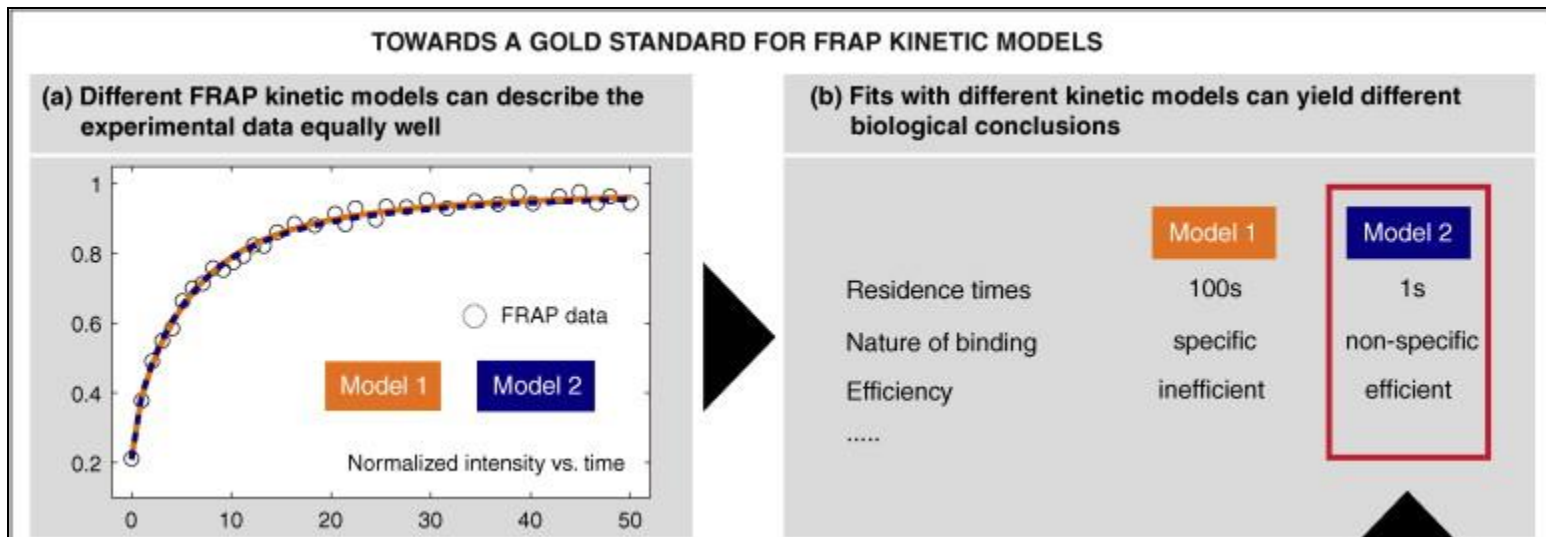 TOWARDS A GOLD STANDARD FOR FRAP KINETIC MODELS
(a) Different FRAP kinetic models can describe the
experimental data equally well
1
0.8
0.6
0.4
0.2
FRAP data
Model 1 Model 2
Normalized intensity vs. time
0 10 20 30 40 50
(b) Fits with different kinetic models can yield different
biological conclusions
Model 1 Model 2
Residence times 100s 1s
Nature of binding specific non-specific
Efficiency inefficient efficient
.....